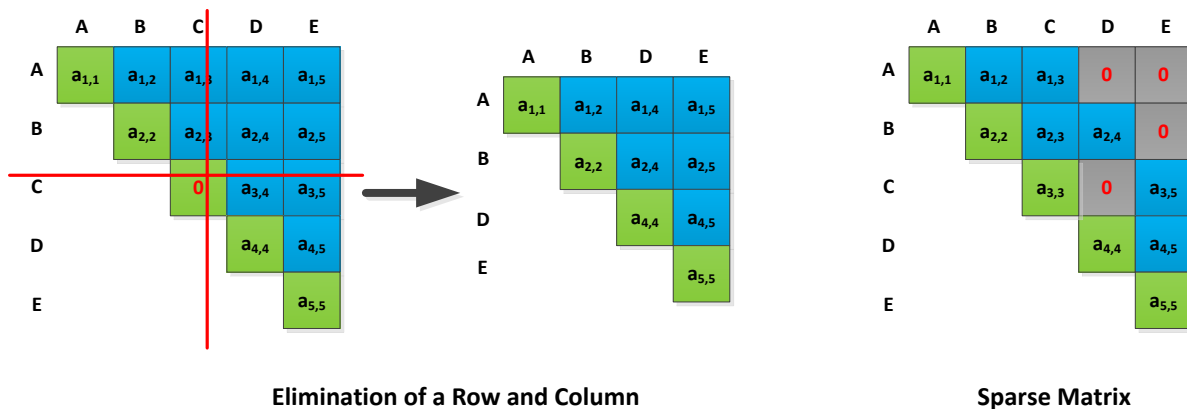 A B C D E
A a1,1 a1,2 a1,3 a1,4 a1,5
B a2,2 a2,3 a2,4 a2,5
C 0 a3,4 a3,5
D a4,4 a4,5
E a5,5
A B D E
A a1,1 a1,2 a1,4 a1,5
B a2,2 a2,4 a2,5
D a4,4 a4,5
E a5,5
Elimination of a Row and Column
A B C D E
A a1,1 a1,2 a1,3 0 0
B a2,2 a2,3 a2,4 0
C a3,3 0 a3,5
D a4,4 a4,5
E a5,5
Sparse Matrix